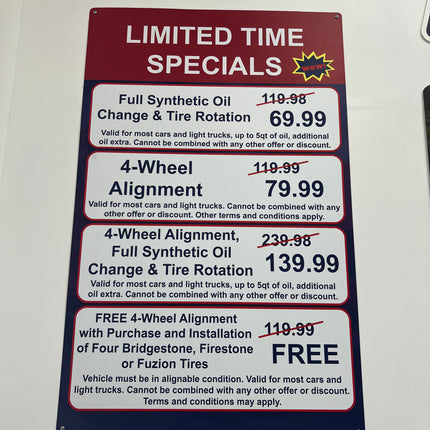 LIMITED TIME
SPECIALS WOW!
Full Synthetic Oil 119.98
Change & Tire Rotation 69.99
Valid for most cars and light trucks, up to 5qt of oil, additional
oil extra. Cannot be combined with any other offer or discount.
4-Wheel 119.99
Alignment 79.99
Valid for most cars and light trucks. Cannot be combined with any
other offer or discount. Other terms and conditions apply.
4-Wheel Alignment, 239.98
Full Synthetic Oil
Change & Tire Rotation 139.99
Valid for most cars and light trucks, up to 5qt of oil, additional
oil extra. Cannot be combined with any other offer or discount.
FREE 4-Wheel Alignment
with Purchase and Installation 119.99
of Four Bridgestone, Firestone FREE
or Fuzion Tires
Vehicle must be in alignable condition. Valid for most cars and
light trucks. Cannot be combined with any other offer or discount.
Terms and conditions may apply.